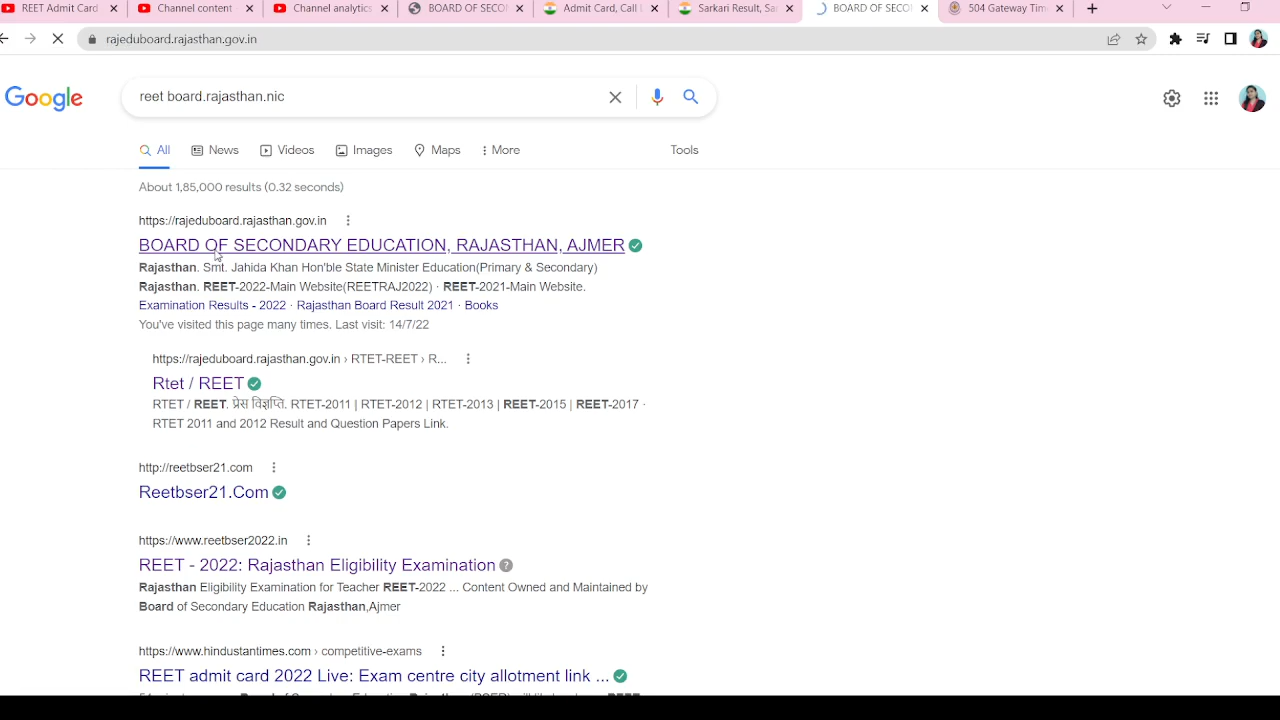 REET Admit Card
Channel content
Channel analytics
BOARD OF SECO
Admit Card, Call
Sarkari Result, Sa
BOARD OF SECO
504 Gateway Tim
rajeduboard.rajasthan.gov.in
Google
reet board.rajasthan.nic
All
News
Videos
Images
Maps
More
Tools
About 1,85,000 results (0.32 seconds)
https://rajeduboard.rajasthan.gov.in
BOARD OF SECONDARY EDUCATION, RAJASTHAN, AJMER
Rajasthan. Smt. Jahida Khan Hon'ble State Minister Education(Primary & Secondary)
Rajasthan. REET-2022-Main Website(REETRAJ2022) · REET-2021-Main Website.
Examination Results - 2022 · Rajasthan Board Result 2021 · Books
You've visited this page many times. Last visit: 14/7/22
https://rajeduboard.rajasthan.gov.in › RTET-REET › R...
Rtet / REET
RTET / REET. प्रेस विज्ञप्ति. RTET-2011 | RTET-2012 | RTET-2013 | REET-2015 | REET-2017 ·
RTET 2011 and 2012 Result and Question Papers Link.
http://reetbser21.com
Reetbser21.Com
https://www.reetbser2022.in
REET - 2022: Rajasthan Eligibility Examination
Rajasthan Eligibility Examination for Teacher REET-2022 ... Content Owned and Maintained by
Board of Secondary Education Rajasthan,Ajmer
https://www.hindustantimes.com › competitive-exams
REET admit card 2022 Live: Exam centre city allotment link ...